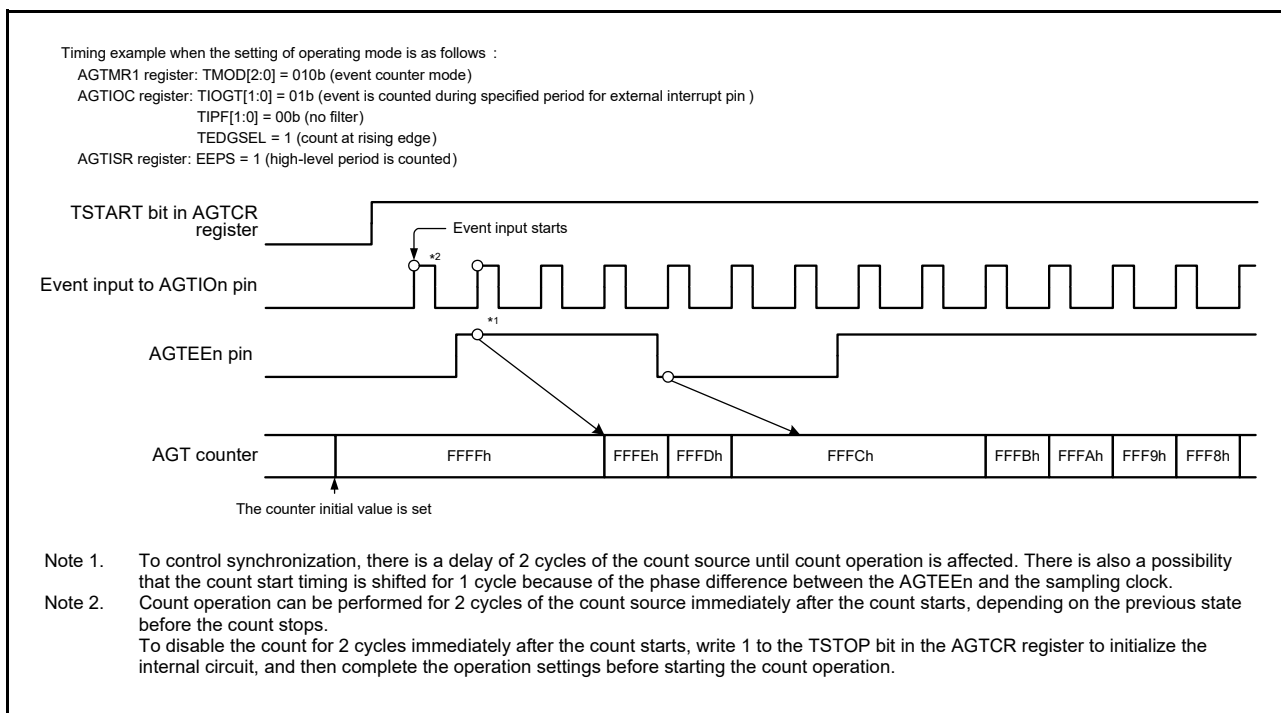 Timing example when the setting of operating mode is as follows :
AGTMR1 register: TMOD[2:0] = 010b (event counter mode)
AGTIOC register: TIOGT[1:0] = 01b (event is counted during specified period for external interrupt pin )
TIPF[1:0] = 00b (no filter)
TEDGSEL = 1 (count at rising edge)
AGTISR register: EEPS = 1 (high-level period is counted)
TSTART bit in AGTCR
register
Event input starts
*2
Event input to AGTIOn pin
*1
AGTEEn pin
AGT counter
FFFFh
FFFEh
FFFDh
FFFCh
FFFBh
FFFAh
FFF9h
FFF8h
The counter initial value is set
Note 1. To control synchronization, there is a delay of 2 cycles of the count source until count operation is affected. There is also a possibility
that the count start timing is shifted for 1 cycle because of the phase difference between the AGTEEn and the sampling clock.
Note 2. Count operation can be performed for 2 cycles of the count source immediately after the count starts, depending on the previous state
before the count stops.
To disable the count for 2 cycles immediately after the count starts, write 1 to the TSTOP bit in the AGTCR register to initialize the
internal circuit, and then complete the operation settings before starting the count operation.